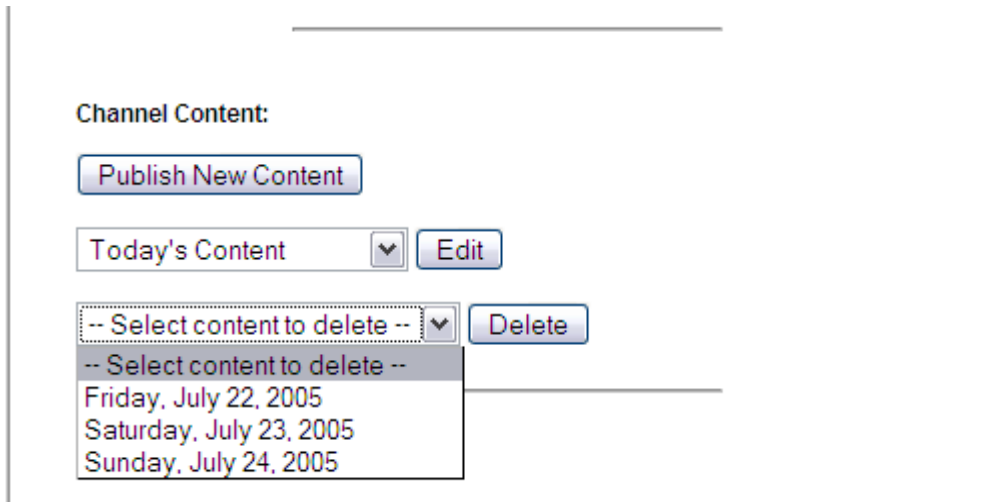 Channel Content:
Publish New Content
Today's Content Edit
-- Select content to delete -- Delete
-- Select content to delete --
Friday, July 22, 2005
Saturday, July 23, 2005
Sunday, July 24, 2005